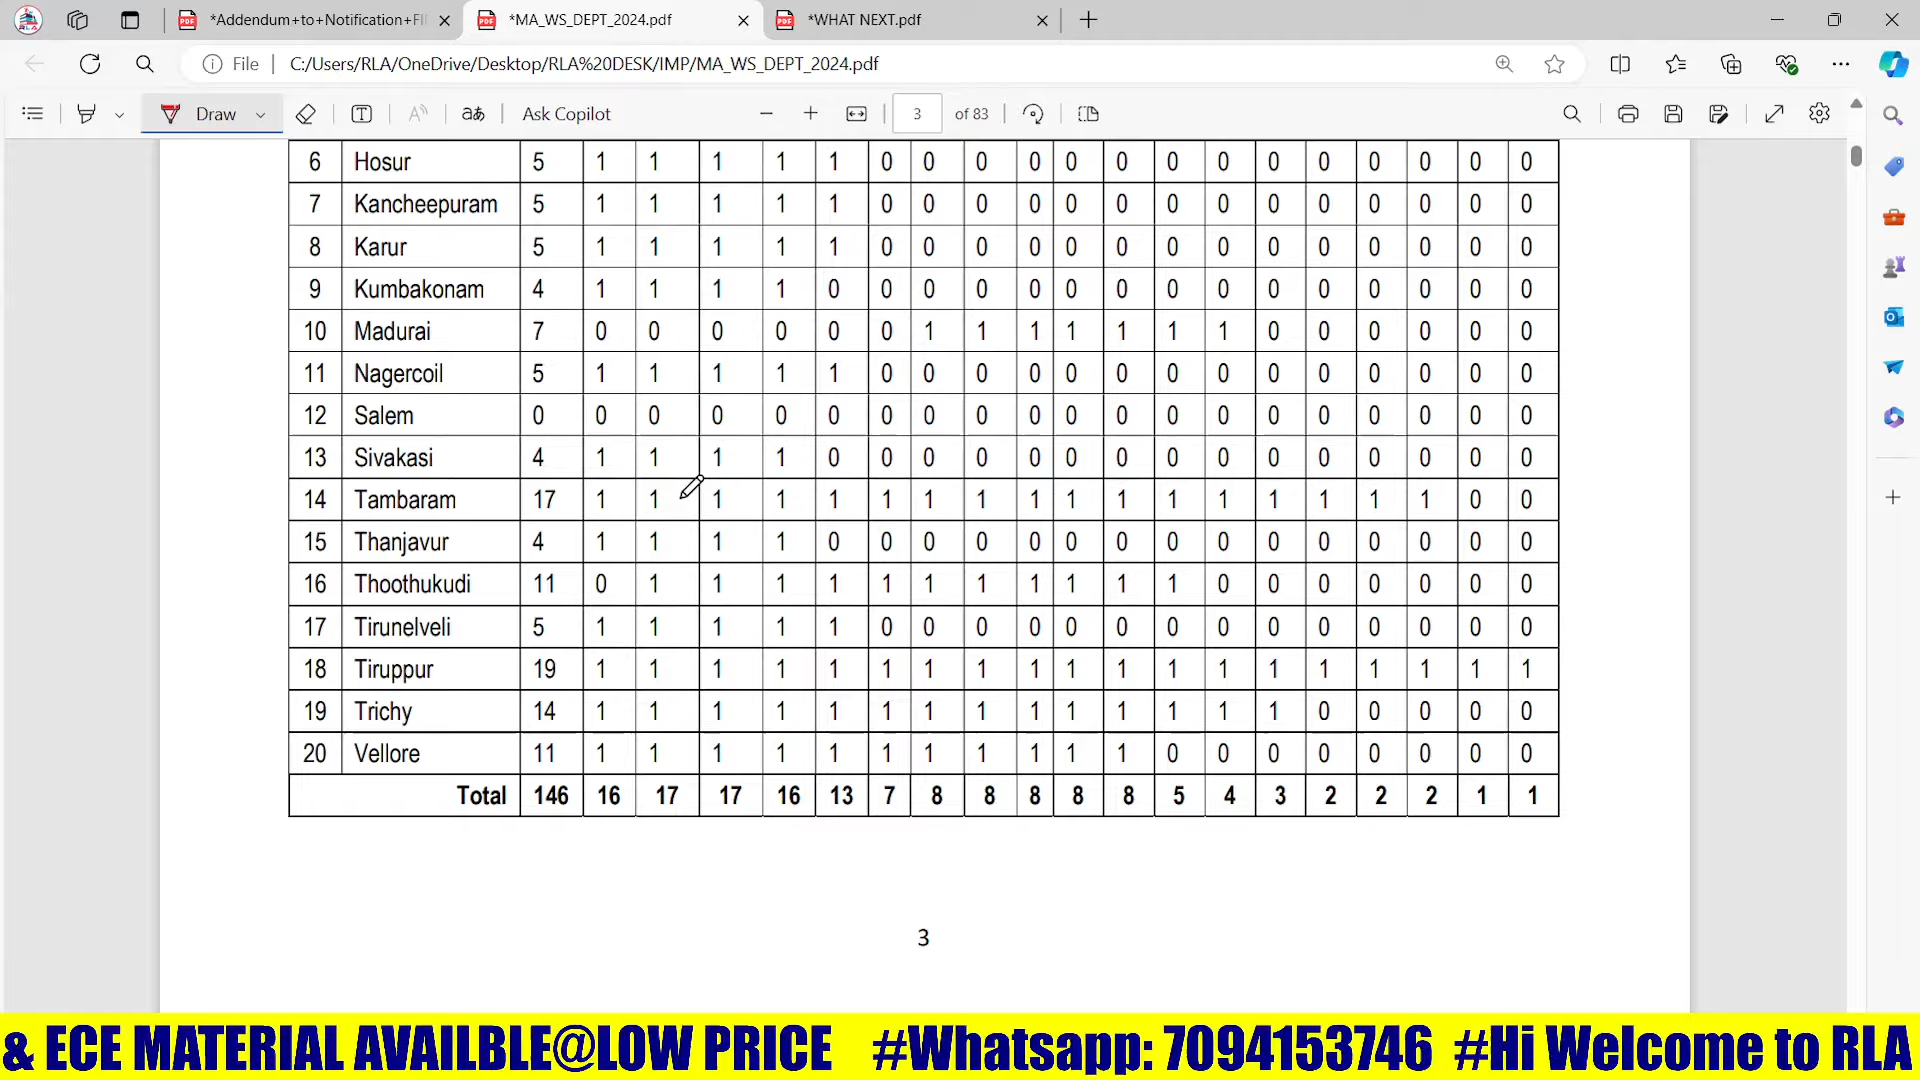 *Addendum+to+Notification+FI
*MA_WS_DEPT_2024.pdf
*WHAT NEXT.pdf
File
C:/Users/RLA/OneDrive/Desktop/RLA%20DESK/IMP/MA_WS_DEPT_2024.pdf
Draw
Ask Copilot
3 of 83
6 Hosur 5 1 1 1 1 1 0 0 0 0 0 0 0 0 0 0 0 0 0 0
7 Kancheepuram 5 1 1 1 1 1 0 0 0 0 0 0 0 0 0 0 0 0 0 0
8 Karur 5 1 1 1 1 1 0 0 0 0 0 0 0 0 0 0 0 0 0 0
9 Kumbakonam 4 1 1 1 1 0 0 0 0 0 0 0 0 0 0 0 0 0 0 0
10 Madurai 7 0 0 0 0 0 0 1 1 1 1 1 1 1 0 0 0 0 0 0
11 Nagercoil 5 1 1 1 1 1 0 0 0 0 0 0 0 0 0 0 0 0 0 0
12 Salem 0 0 0 0 0 0 0 0 0 0 0 0 0 0 0 0 0 0 0 0
13 Sivakasi 4 1 1 1 1 0 0 0 0 0 0 0 0 0 0 0 0 0 0 0
14 Tambaram 17 1 1 1 1 1 1 1 1 1 1 1 1 1 1 1 1 1 0 0
15 Thanjavur 4 1 1 1 1 0 0 0 0 0 0 0 0 0 0 0 0 0 0 0
16 Thoothukudi 11 0 1 1 1 1 1 1 1 1 1 1 1 0 0 0 0 0 0 0
17 Tirunelveli 5 1 1 1 1 1 0 0 0 0 0 0 0 0 0 0 0 0 0 0
18 Tiruppur 19 1 1 1 1 1 1 1 1 1 1 1 1 1 1 1 1 1 1 1
19 Trichy 14 1 1 1 1 1 1 1 1 1 1 1 1 1 1 0 0 0 0 0
20 Vellore 11 1 1 1 1 1 1 1 1 1 1 1 0 0 0 0 0 0 0 0
Total 146 16 17 17 16 13 7 8 8 8 8 8 5 4 3 2 2 2 1 1
3
& ECE MATERIAL AVAILBLE@LOW PRICE #Whatsapp: 7094153746 #Hi Welcome to RLA